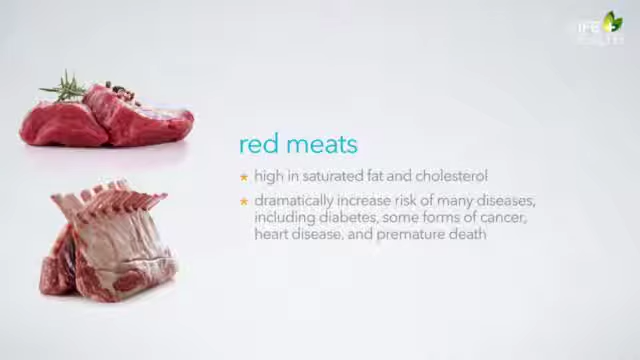 red meats
* high in saturated fat and cholesterol
* dramatically increase risk of many diseases,
including diabetes, some forms of cancer,
heart disease, and premature death